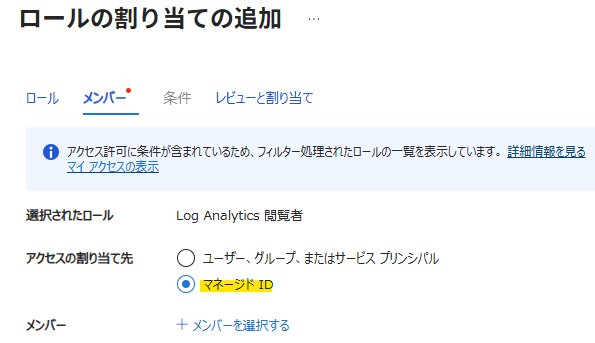 ロールの割り当ての追加 …
ロール メンバー 条件 レビューと割り当て
アクセス許可に条件が含まれているため、フィルター処理されたロールの一覧を表示しています。 詳細情報を見る
マイ アクセスの表示
選択されたロール Log Analytics 閲覧者
アクセスの割り当て先 ユーザー、グループ、またはサービス プリンシパル
マネージド ID
メンバー + メンバーを選択する